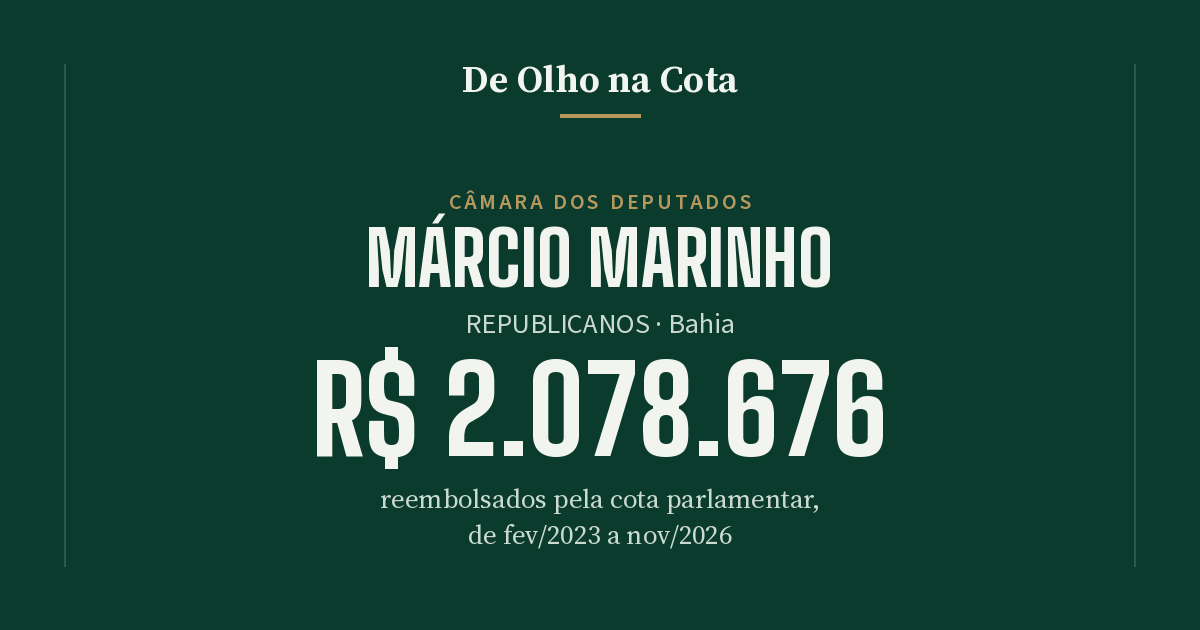 De Olho na Cota
CÂMARA DOS DEPUTADOS
MÁRCIO MARINHO
REPUBLICANOS · Bahia
R$ 2.078.676
reembolsados pela cota parlamentar,
de fev/2023 a nov/2026